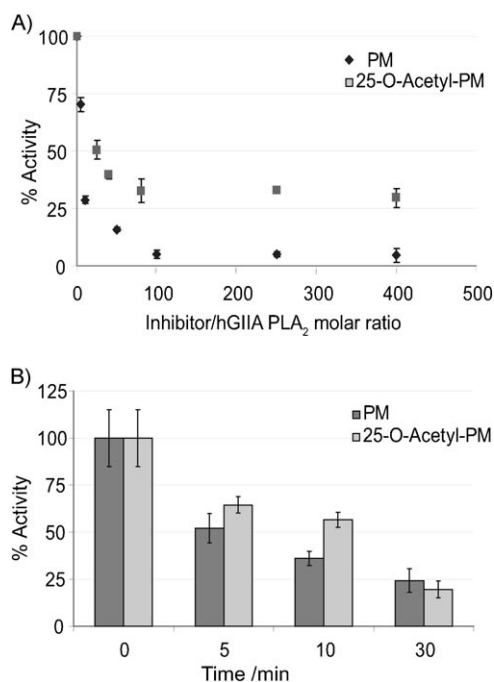 A)
100
75
50
25
0
% Activity
PM
25-O-Acetyl-PM
0 100 200 300 400 500
Inhibitor/hGIIA PLA₂ molar ratio
B)
125
100
75
50
25
0
% Activity
PM
25-O-Acetyl-PM
0 5 10 30
Time /min